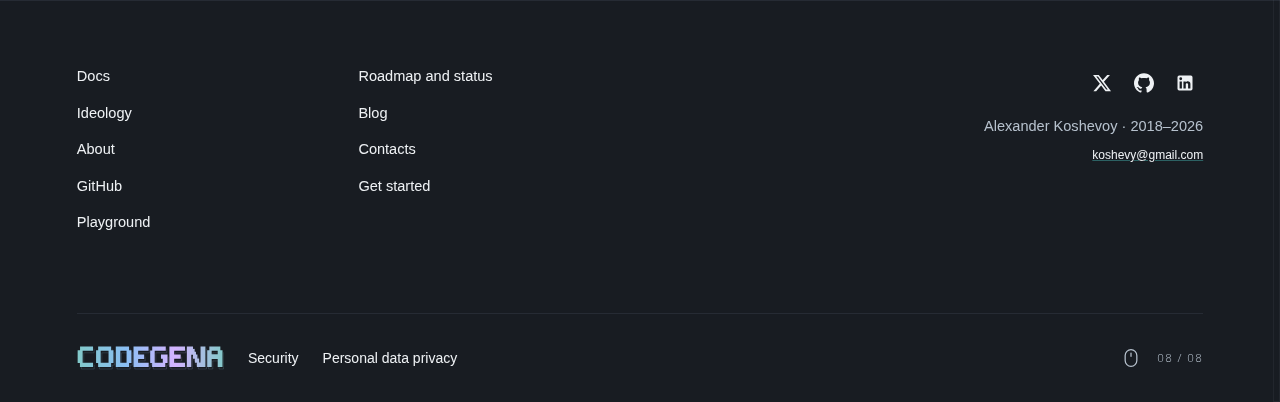 Docs
Ideology
About
GitHub
Playground
Roadmap and status
Blog
Contacts
Get started
Alexander Koshevoy · 2018–2026
koshevy@gmail.com
CODEGENA
Security
Personal data privacy
08 / 08